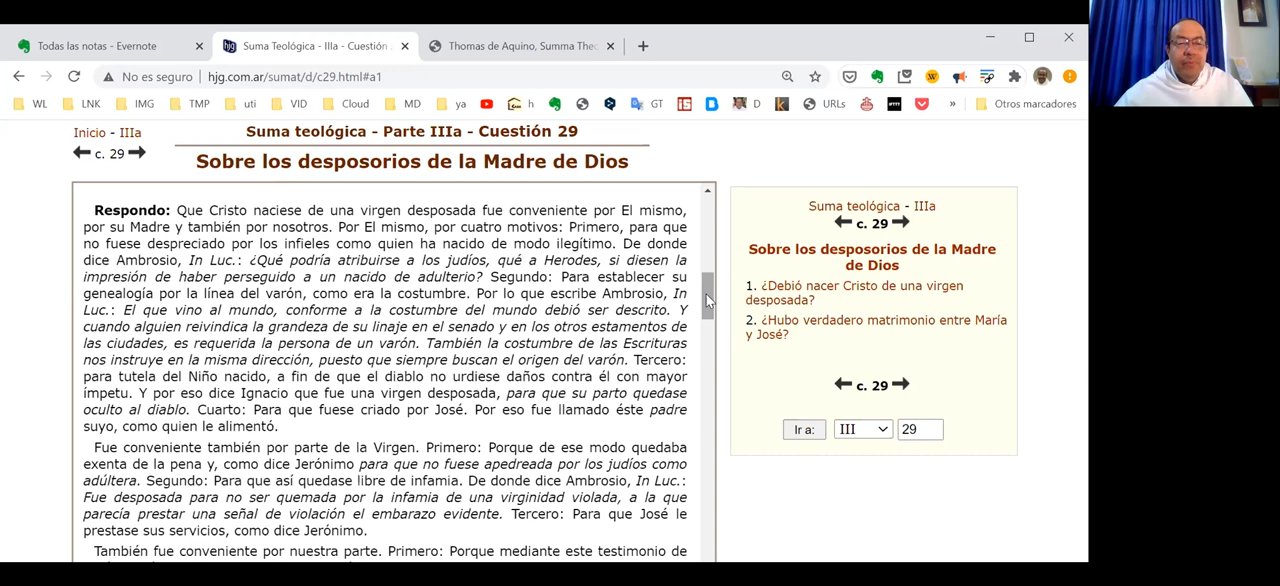 Todas las notas - Evernote
Suma Teológica - IIIa - Cuestión
Thomas de Aquino, Summa Theo
No es seguro | hjg.com.ar/sumat/d/c29.html#a1
WL LNK IMG TMP uti VID Cloud MD ya h GT D URLs » Otros marcadores
Inicio - IIIa
c. 29
Suma teológica - Parte IIIa - Cuestión 29
Sobre los desposorios de la Madre de Dios
Respondo: Que Cristo naciese de una virgen desposada fue conveniente por El mismo,
por su Madre y también por nosotros. Por El mismo, por cuatro motivos: Primero, para que
no fuese despreciado por los infieles como quien ha nacido de modo ilegítimo. De donde
dice Ambrosio, In Luc.: ¿Qué podría atribuirse a los judíos, qué a Herodes, si diesen la
impresión de haber perseguido a un nacido de adulterio? Segundo: Para establecer su
genealogía por la línea del varón, como era la costumbre. Por lo que escribe Ambrosio, In
Luc.: El que vino al mundo, conforme a la costumbre del mundo debió ser descrito. Y
cuando alguien reivindica la grandeza de su linaje en el senado y en los otros estamentos de
las ciudades, es requerida la persona de un varón. También la costumbre de las Escrituras
nos instruye en la misma dirección, puesto que siempre buscan el origen del varón. Tercero:
para tutela del Niño nacido, a fin de que el diablo no urdiese daños contra él con mayor
ímpetu. Y por eso dice Ignacio que fue una virgen desposada, para que su parto quedase
oculto al diablo. Cuarto: Para que fuese criado por José. Por eso fue llamado éste padre
suyo, como quien le alimentó.
Fue conveniente también por parte de la Virgen. Primero: Porque de ese modo quedaba
exenta de la pena y, como dice Jerónimo para que no fuese apedreada por los judíos como
adúltera. Segundo: Para que así quedase libre de infamia. De donde dice Ambrosio, In Luc.:
Fue desposada para no ser quemada por la infamia de una virginidad violada, a la que
parecía prestar una señal de violación el embarazo evidente. Tercero: Para que José le
prestase sus servicios, como dice Jerónimo.
También fue conveniente por nuestra parte. Primero: Porque mediante este testimonio de
Suma teológica - IIIa
c. 29
Sobre los desposorios de la Madre
de Dios
1. ¿Debió nacer Cristo de una virgen
desposada?
2. ¿Hubo verdadero matrimonio entre María
y José?
c. 29
Ir a: III 29